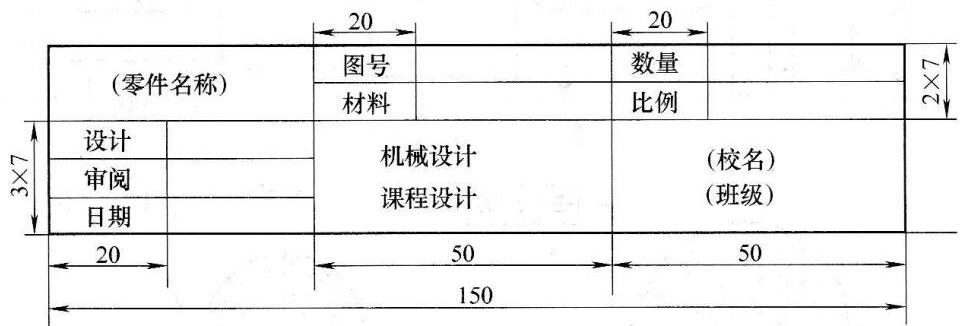 20 20
(零件名称) 图号 数量
材料 比例
2×7
3×7
设计
审阅
日期
机械设计
课程设计
(校名)
(班级)
20 50 50
150